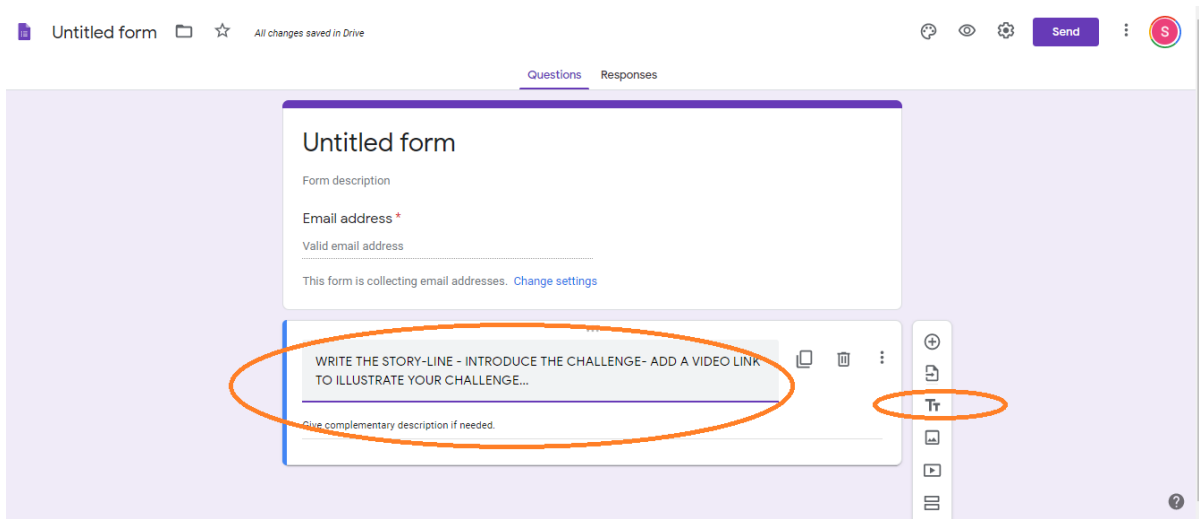 Untitled form
All changes saved in Drive
Send
S
Questions
Responses
Untitled form
Form description
Email address *
Valid email address
This form is collecting email addresses. Change settings
WRITE THE STORY-LINE - INTRODUCE THE CHALLENGE- ADD A VIDEO LINK
TO ILLUSTRATE YOUR CHALLENGE...
Give complementary description if needed.
Tт